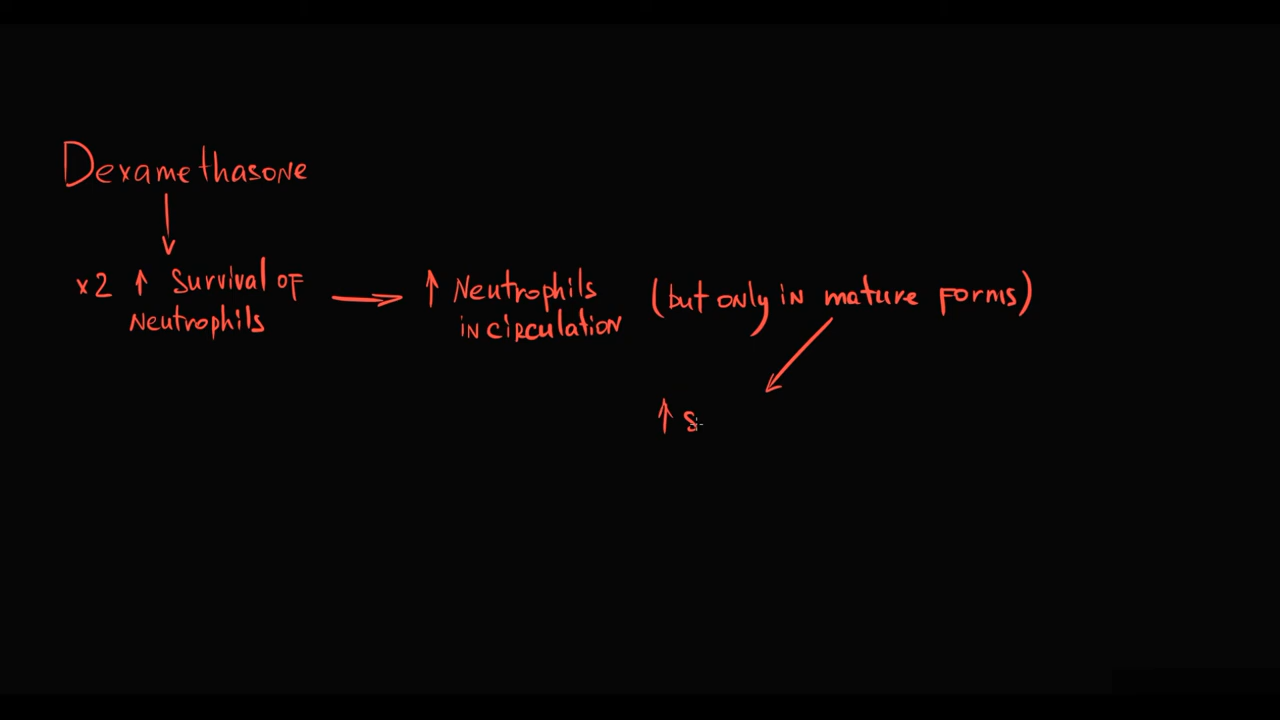 Dexamethasone
↓
x2 ↑ Survival of
Neutrophils
→
↑ Neutrophils
in circulation
(but only in mature forms)
↑ s